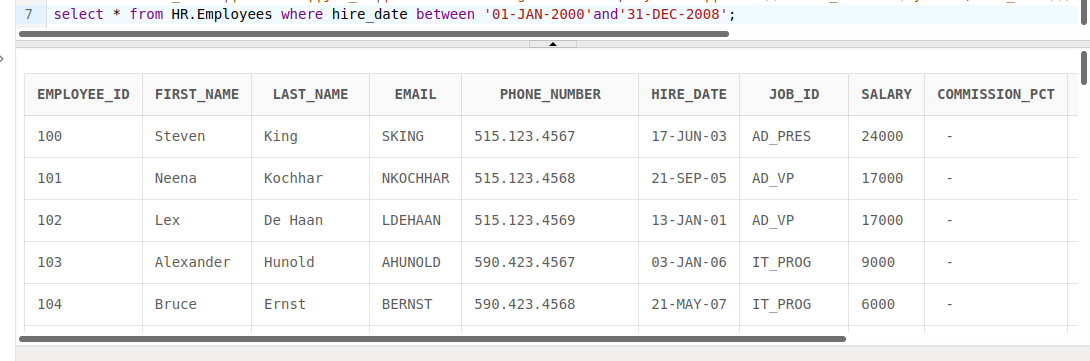 7 select * from HR.Employees where hire_date between '01-JAN-2000'and'31-DEC-2008';
EMPLOYEE_ID FIRST_NAME LAST_NAME EMAIL PHONE_NUMBER HIRE_DATE JOB_ID SALARY COMMISSION_PCT
100 Steven King SKING 515.123.4567 17-JUN-03 AD_PRES 24000 -
101 Neena Kochhar NKOCHHAR 515.123.4568 21-SEP-05 AD_VP 17000 -
102 Lex De Haan LDEHAAN 515.123.4569 13-JAN-01 AD_VP 17000 -
103 Alexander Hunold AHUNOLD 590.423.4567 03-JAN-06 IT_PROG 9000 -
104 Bruce Ernst BERNST 590.423.4568 21-MAY-07 IT_PROG 6000 -